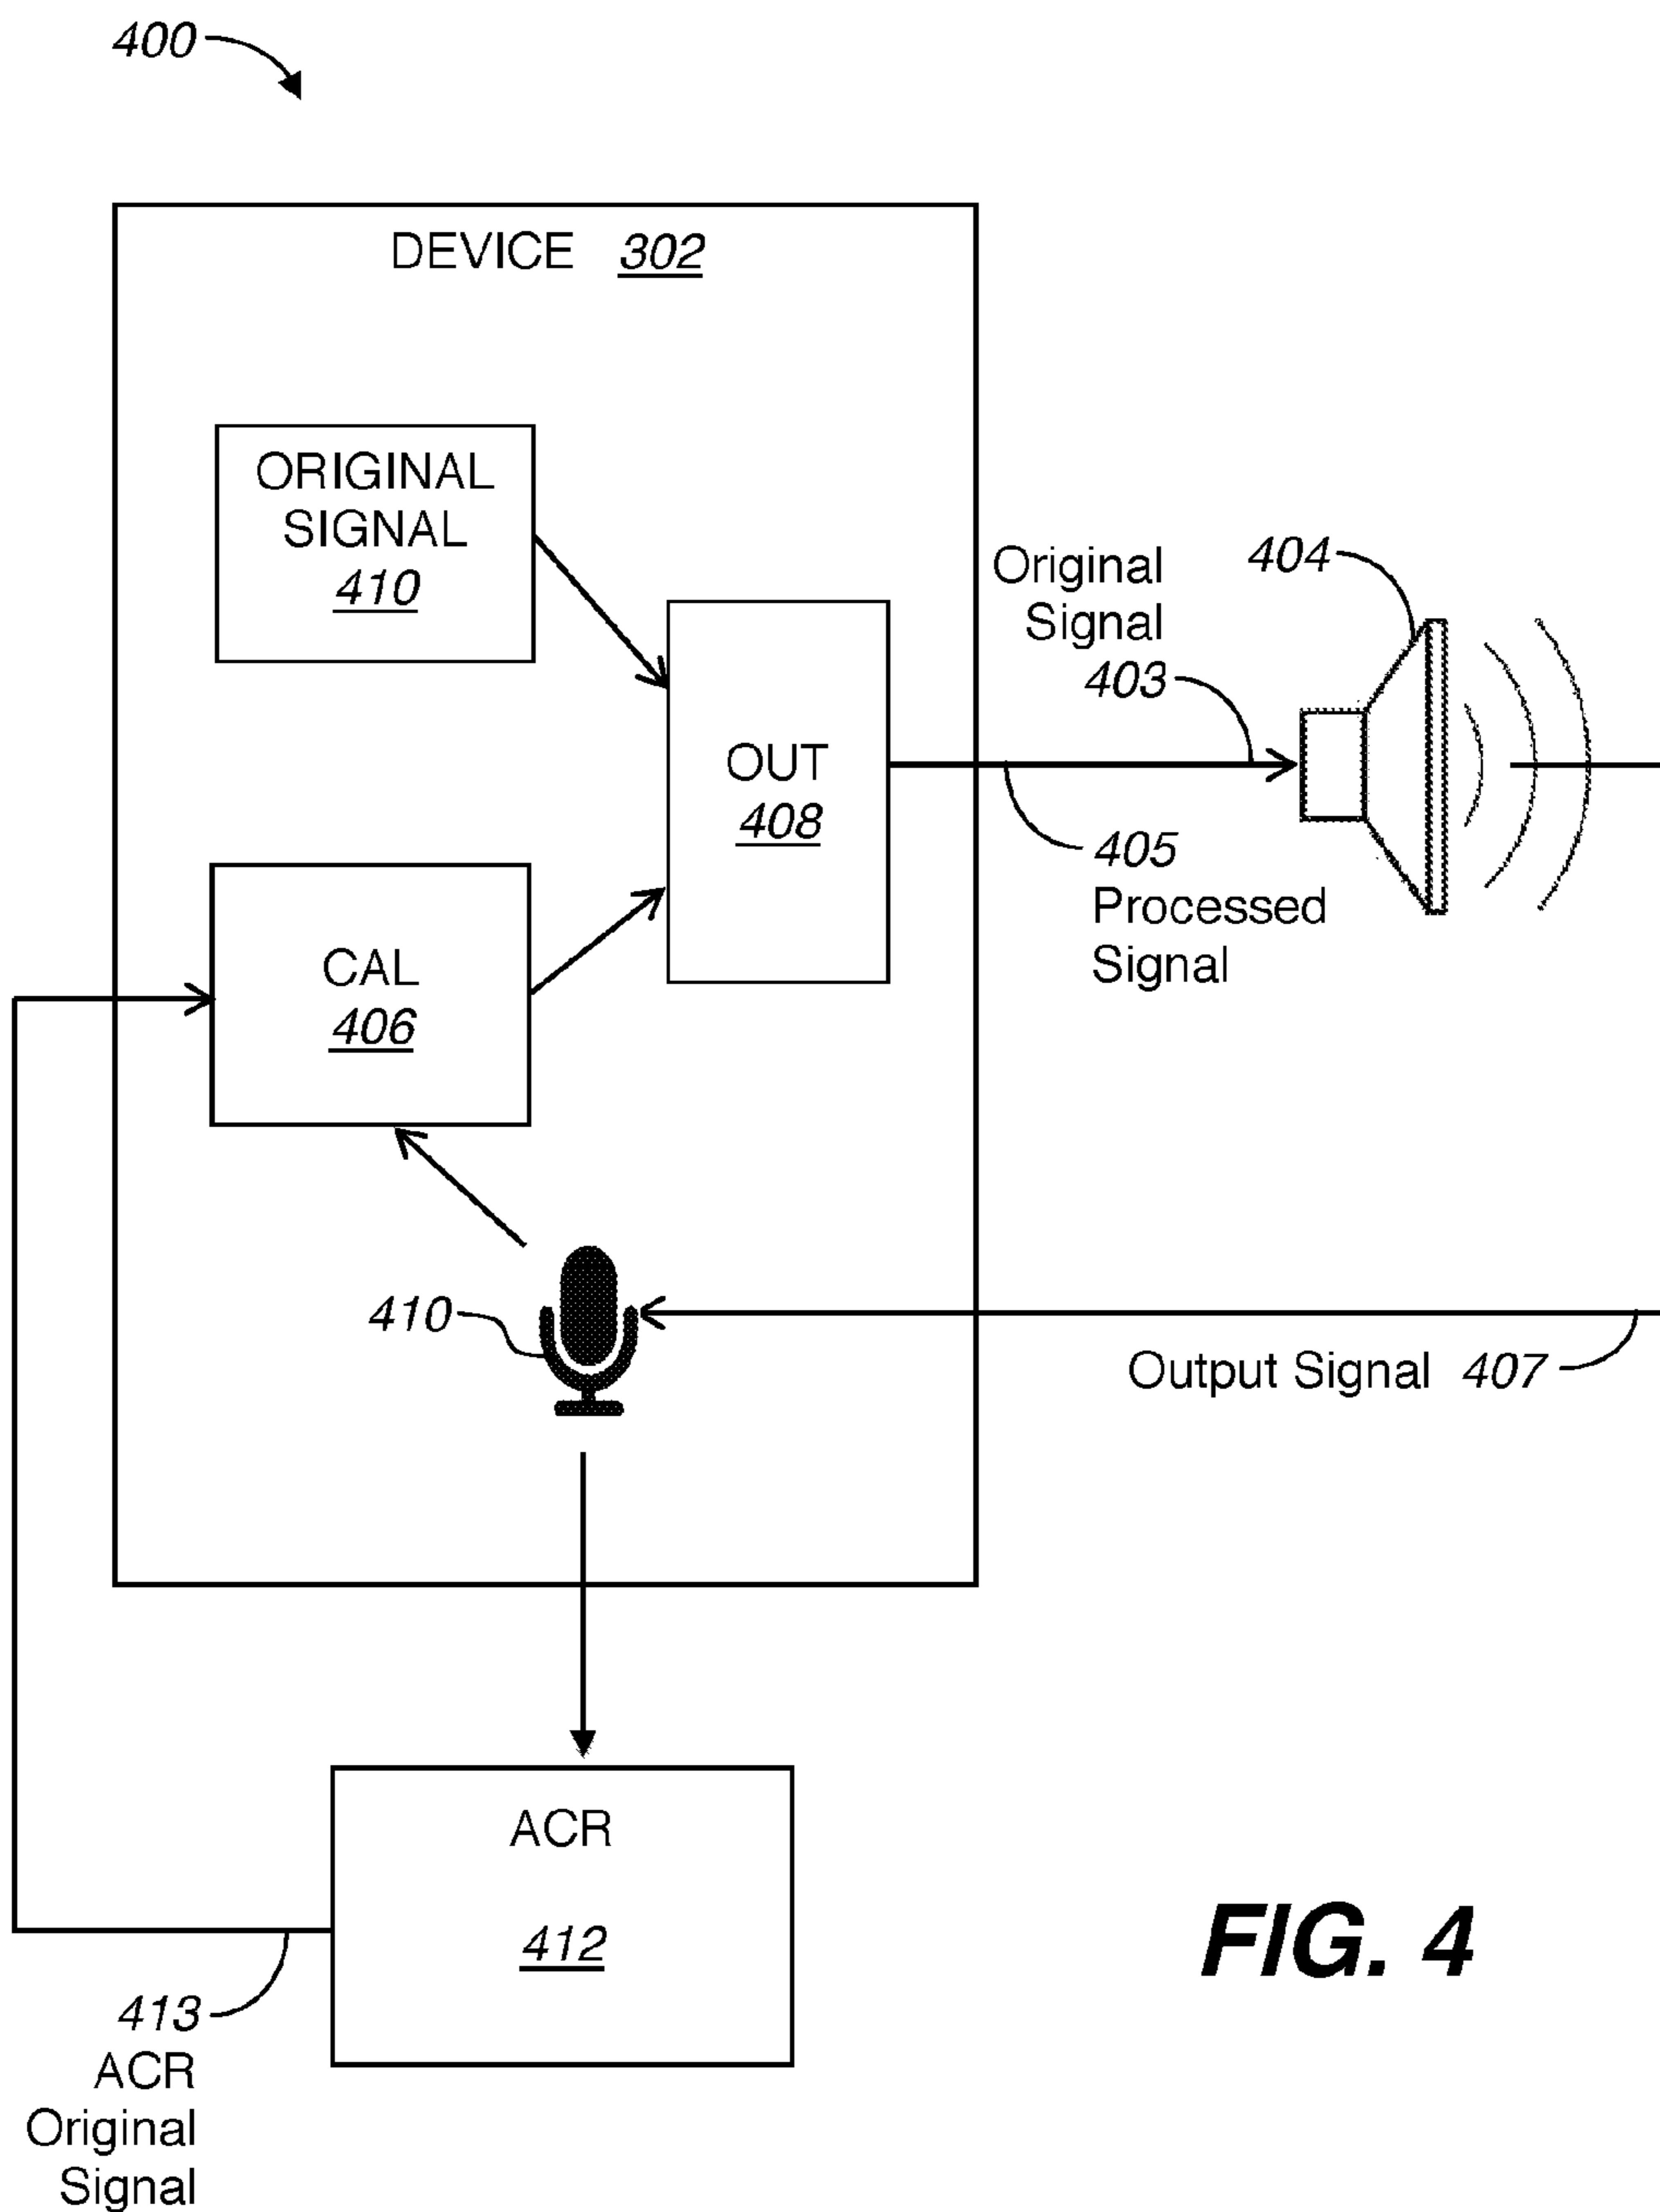 400
DEVICE 302
ORIGINAL
SIGNAL
410
Original
Signal
403
404
OUT
408
405
Processed
Signal
CAL
406
410
Output Signal 407
ACR
412
413
ACR
Original
Signal
FIG. 4